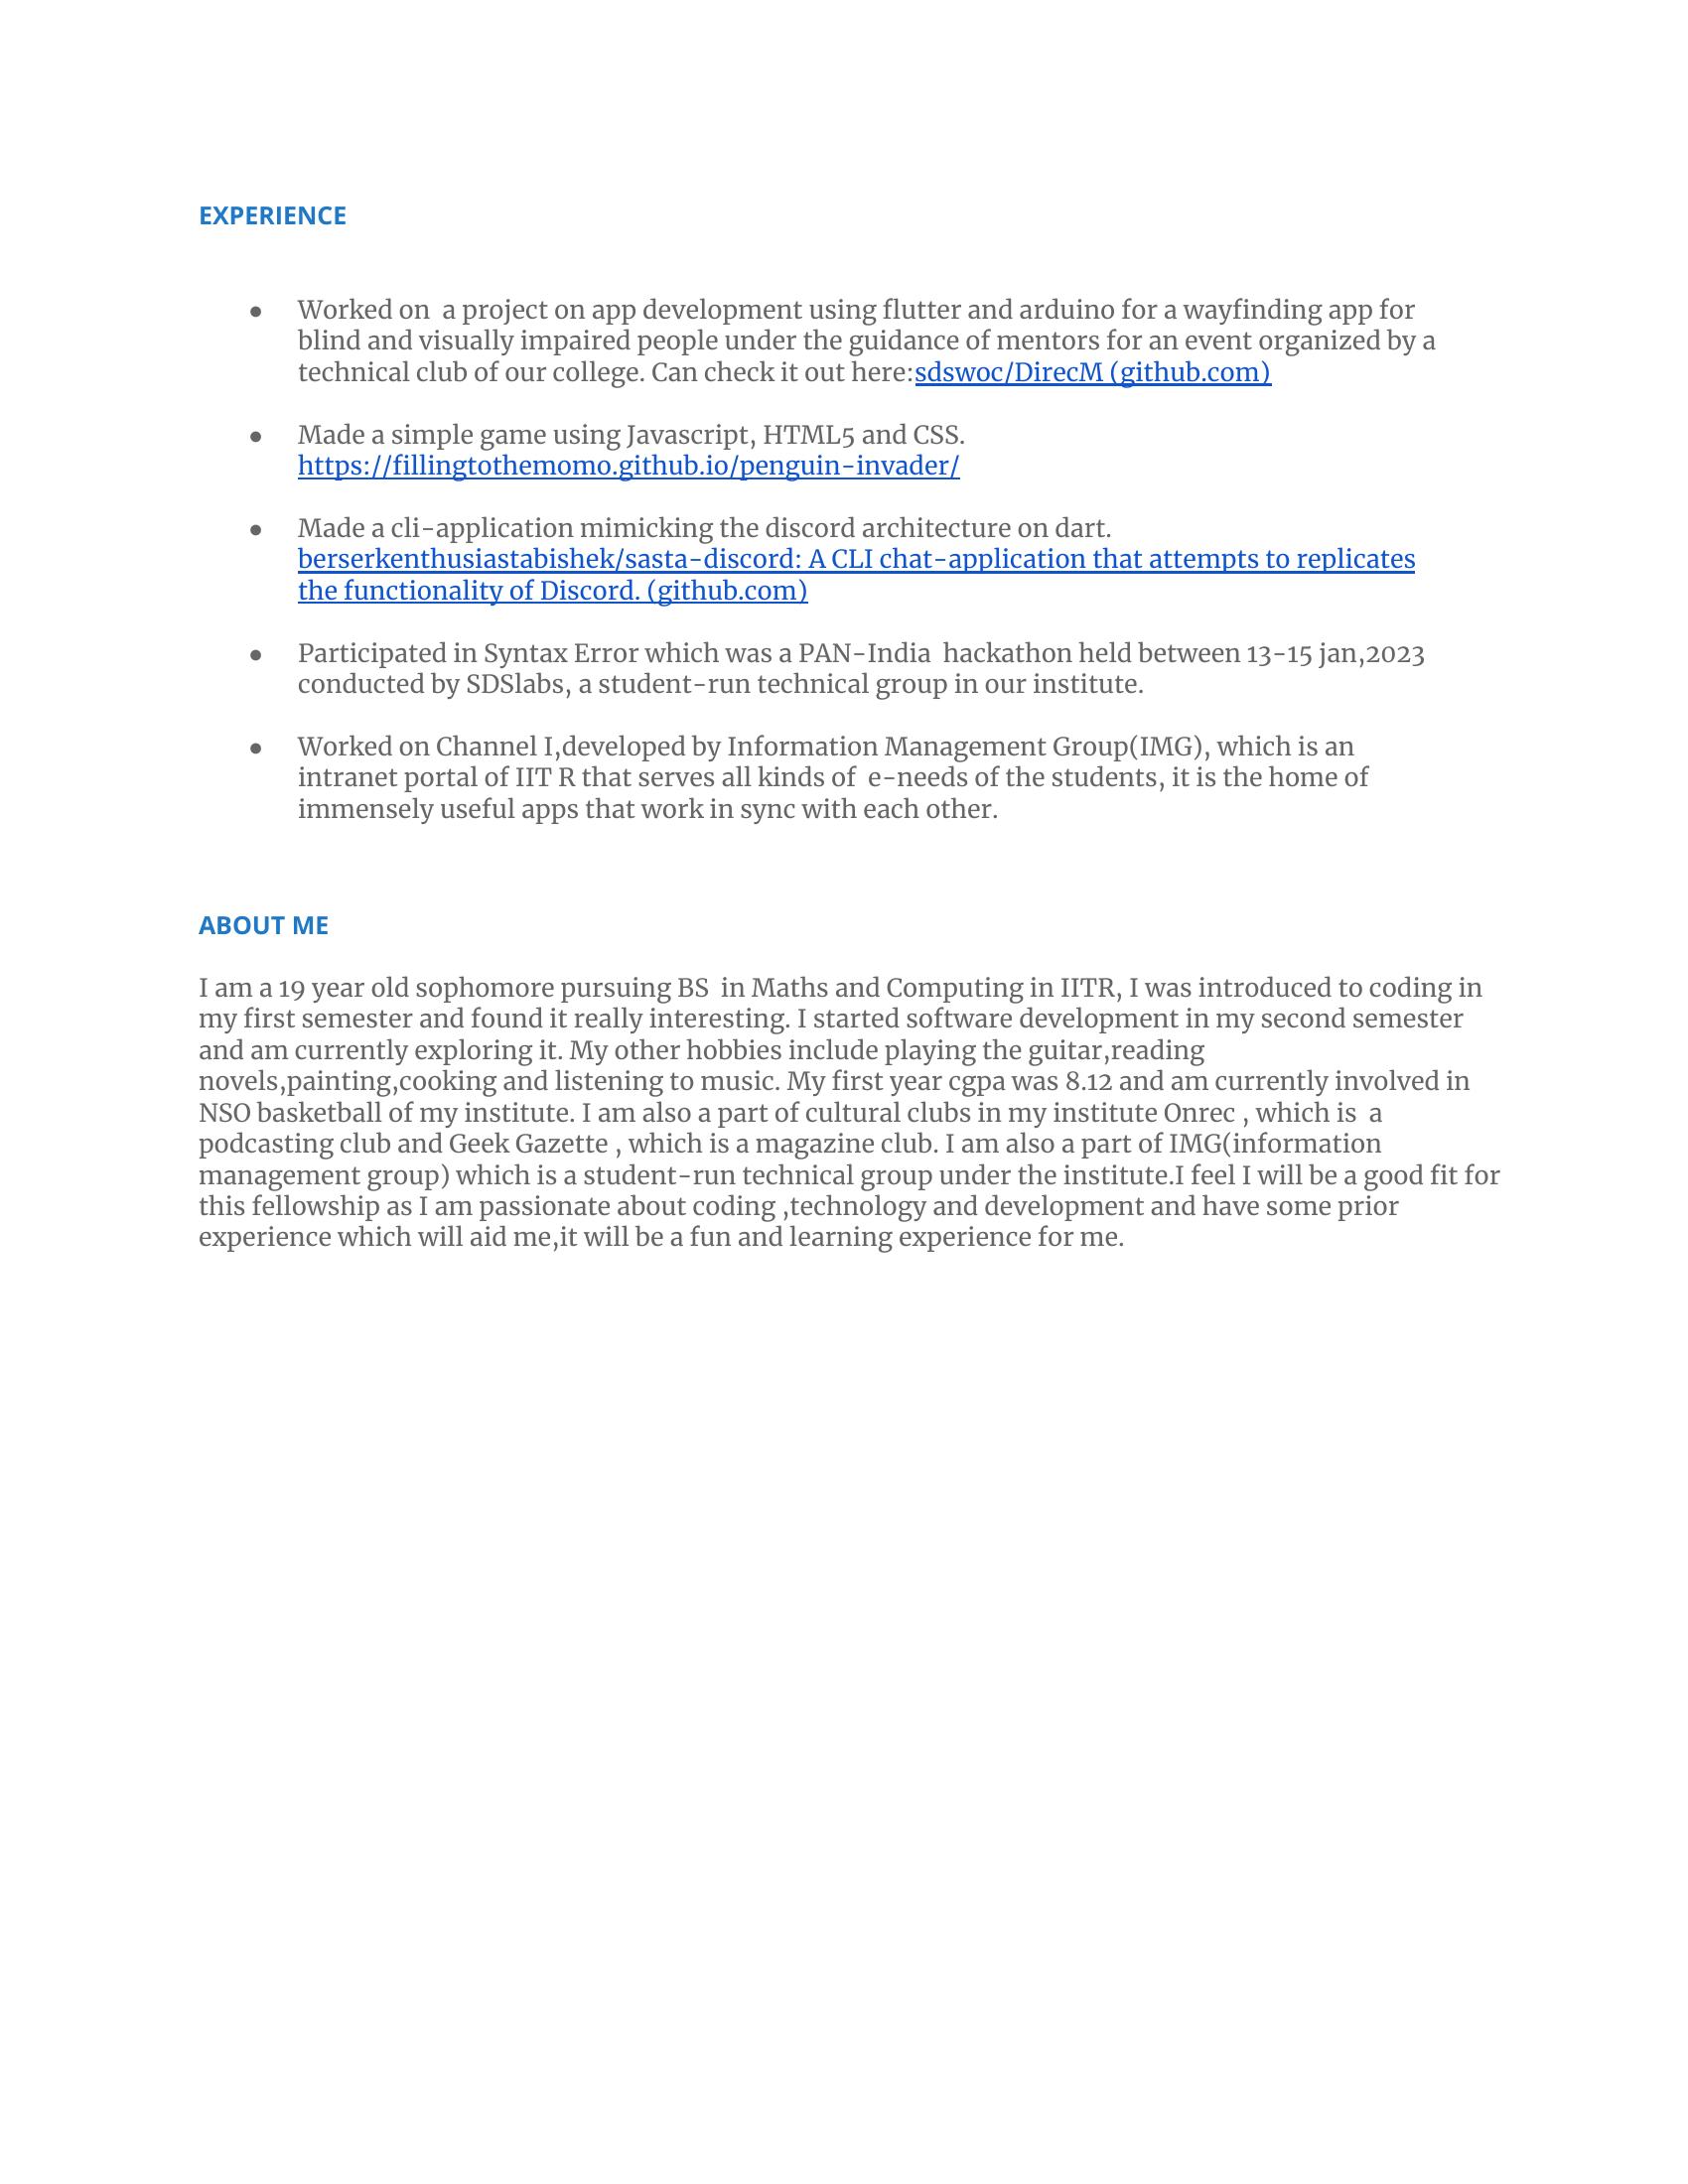 EXPERIENCE
● Worked on  a project on app development using flutter and arduino for a wayfinding app for
blind and visually impaired people under the guidance of mentors for an event organized by a
technical club of our college. Can check it out here:sdswoc/DirecM (github.com)
● Made a simple game using Javascript, HTML5 and CSS.
https://fillingtothemomo.github.io/penguin-invader/
● Made a cli-application mimicking the discord architecture on dart.
berserkenthusiastabishek/sasta-discord: A CLI chat-application that attempts to replicates
the functionality of Discord. (github.com)
● Participated in Syntax Error which was a PAN-India  hackathon held between 13-15 jan,2023
conducted by SDSlabs, a student-run technical group in our institute.
● Worked on Channel I,developed by Information Management Group(IMG), which is an
intranet portal of IIT R that serves all kinds of  e-needs of the students, it is the home of
immensely useful apps that work in sync with each other.
ABOUT ME
I am a 19 year old sophomore pursuing BS  in Maths and Computing in IITR, I was introduced to coding in
my first semester and found it really interesting. I started software development in my second semester
and am currently exploring it. My other hobbies include playing the guitar,reading
novels,painting,cooking and listening to music. My first year cgpa was 8.12 and am currently involved in
NSO basketball of my institute. I am also a part of cultural clubs in my institute Onrec , which is  a
podcasting club and Geek Gazette , which is a magazine club. I am also a part of IMG(information
management group) which is a student-run technical group under the institute.I feel I will be a good fit for
this fellowship as I am passionate about coding ,technology and development and have some prior
experience which will aid me,it will be a fun and learning experience for me.